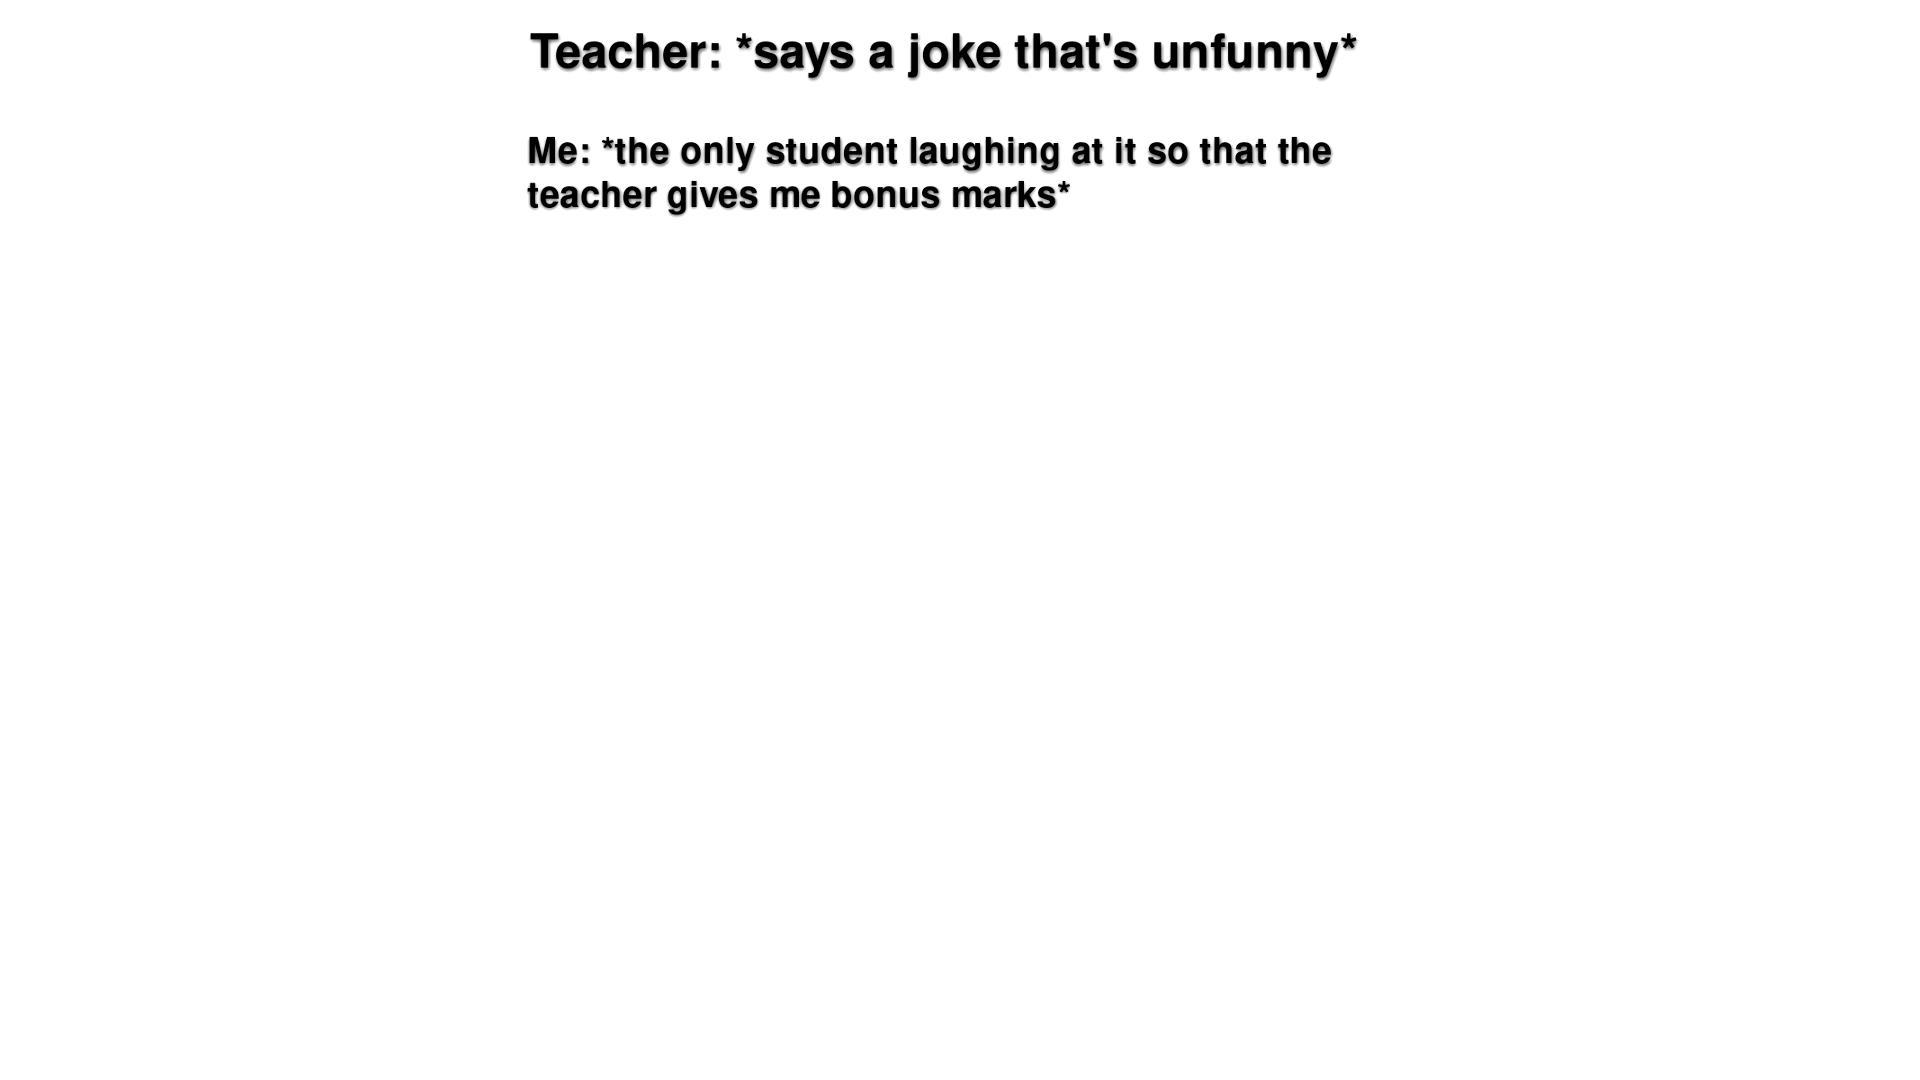 Teacher: *says a joke that's unfunny*
Me: *the only student laughing at it so that the
teacher gives me bonus marks*